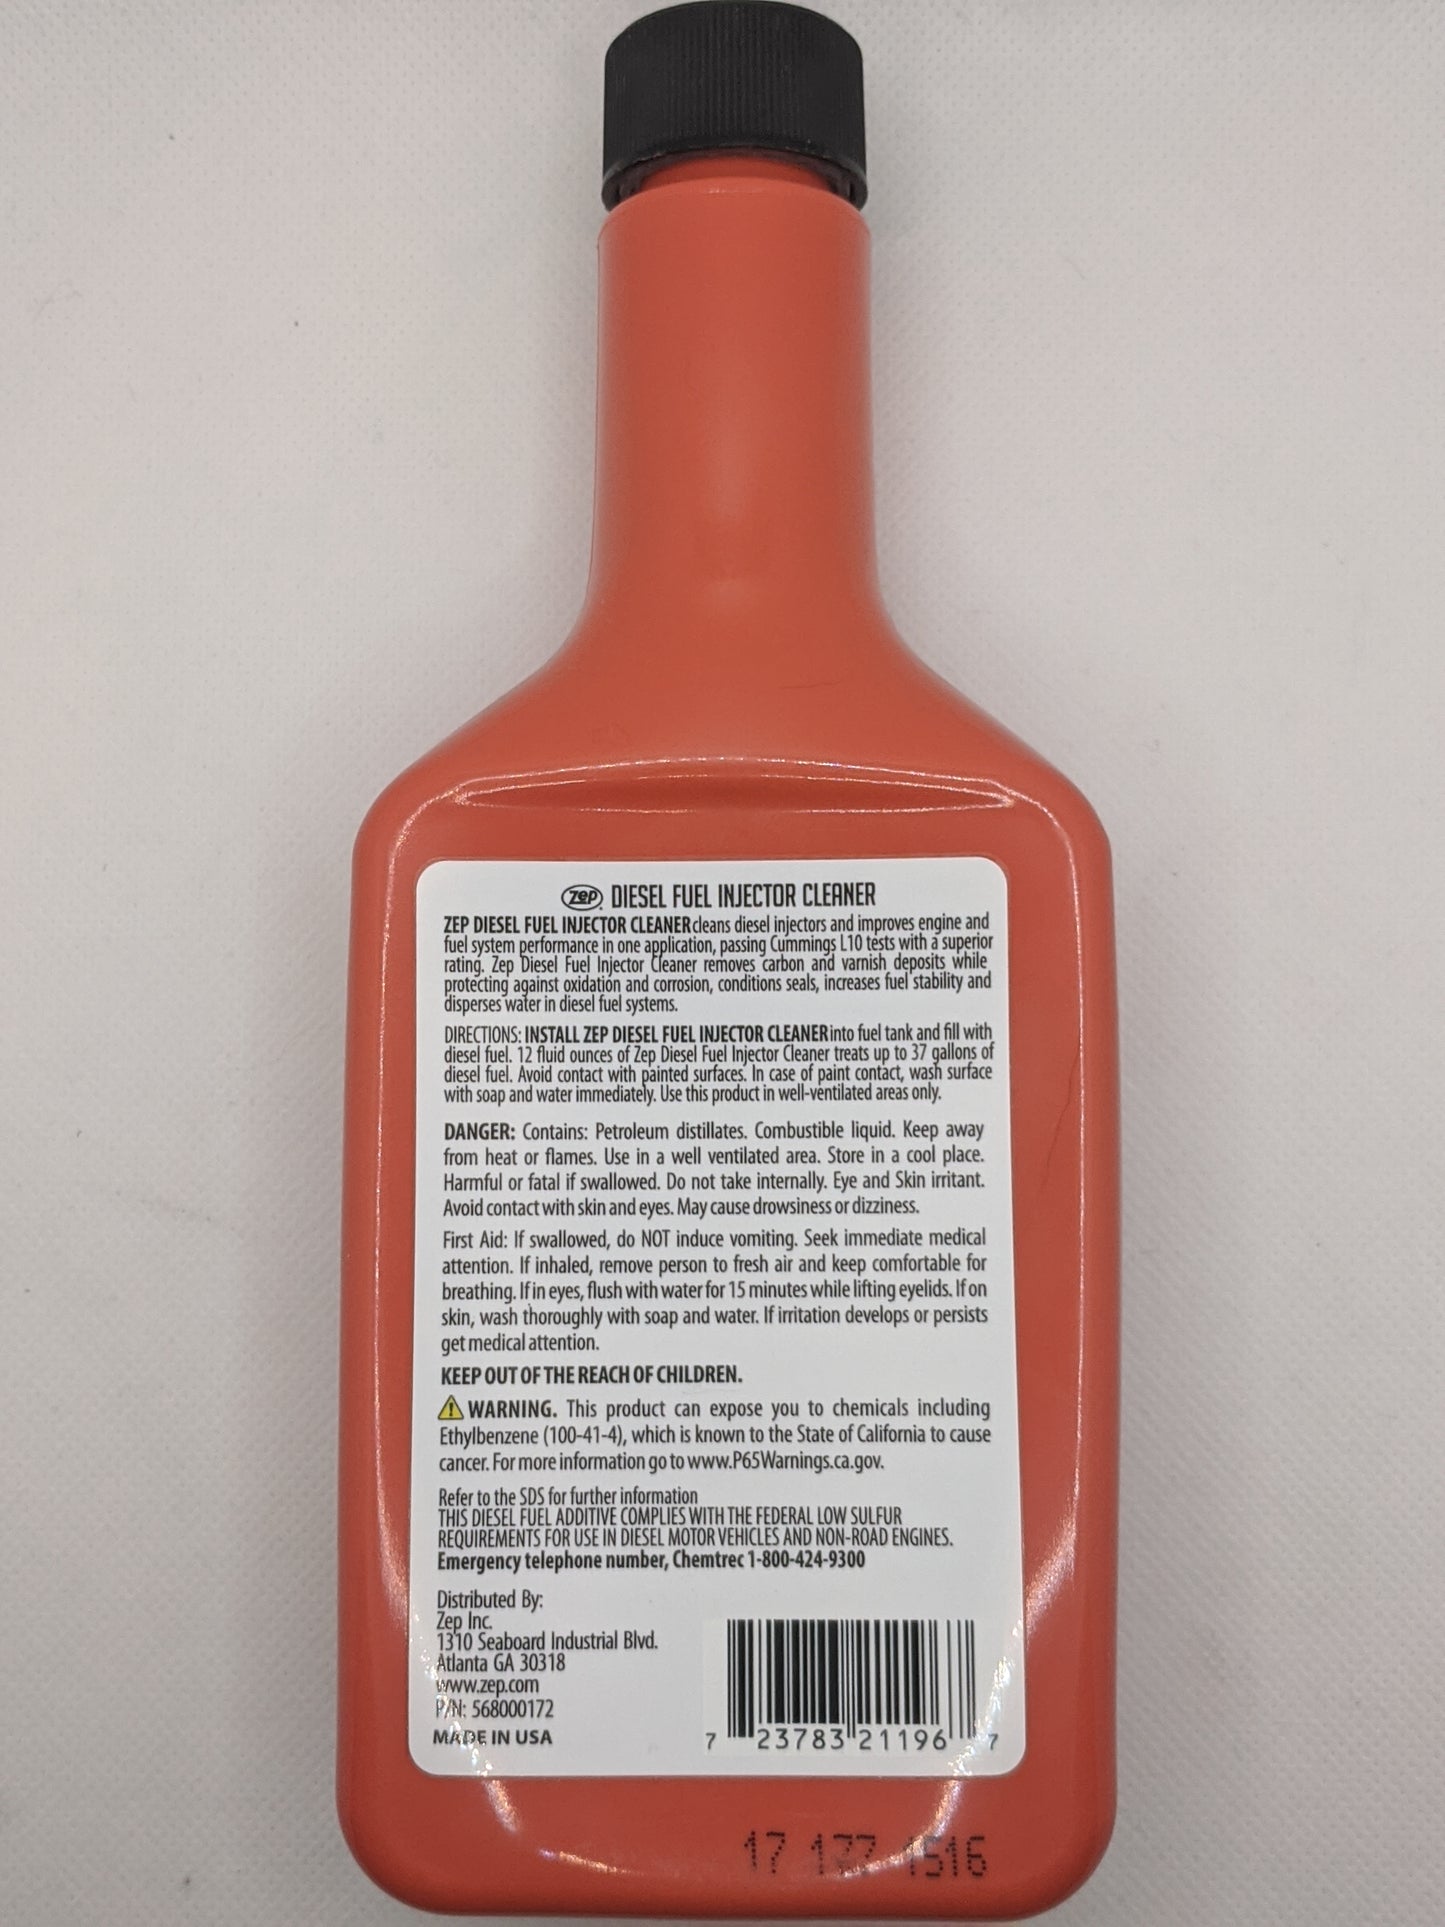 Zep DIESEL FUEL INJECTOR CLEANER
ZEP DIESEL FUEL INJECTOR CLEANER cleans diesel injectors and improves engine and
fuel system performance in one application, passing Cummings L10 tests with a superior
rating. Zep Diesel Fuel Injector Cleaner removes carbon and varnish deposits while
protecting against oxidation and corrosion, conditions seals, increases fuel stability and
disperses water in diesel fuel systems.
DIRECTIONS: INSTALL ZEP DIESEL FUEL INJECTOR CLEANER into fuel tank and fill with
diesel fuel. 12 fluid ounces of Zep Diesel Fuel Injector Cleaner treats up to 37 gallons of
diesel fuel. Avoid contact with painted surfaces. In case of paint contact, wash surface
with soap and water immediately. Use this product in well-ventilated areas only.
DANGER: Contains: Petroleum distillates. Combustible liquid. Keep away
from heat or flames. Use in a well ventilated area. Store in a cool place.
Harmful or fatal if swallowed. Do not take internally. Eye and Skin irritant.
Avoid contact with skin and eyes. May cause drowsiness or dizziness.
First Aid: If swallowed, do NOT induce vomiting. Seek immediate medical
attention. If inhaled, remove person to fresh air and keep comfortable for
breathing. If in eyes, flush with water for 15 minutes while lifting eyelids. If on
skin, wash thoroughly with soap and water. If irritation develops or persists
get medical attention.
KEEP OUT OF THE REACH OF CHILDREN.
WARNING. This product can expose you to chemicals including
Ethylbenzene (100-41-4), which is known to the State of California to cause
cancer. For more information go to www.P65Warnings.ca.gov.
Refer to the SDS for further information
THIS DIESEL FUEL ADDITIVE COMPLIES WITH THE FEDERAL LOW SULFUR
REQUIREMENTS FOR USE IN DIESEL MOTOR VEHICLES AND NON-ROAD ENGINES.
Emergency telephone number, Chemtrec 1-800-424-9300
Distributed By:
Zep Inc.
1310 Seaboard Industrial Blvd.
Atlanta GA 30318
www.zep.com
P/N: 568000172
MADE IN USA
7 23783 21196 7
17 177 1516